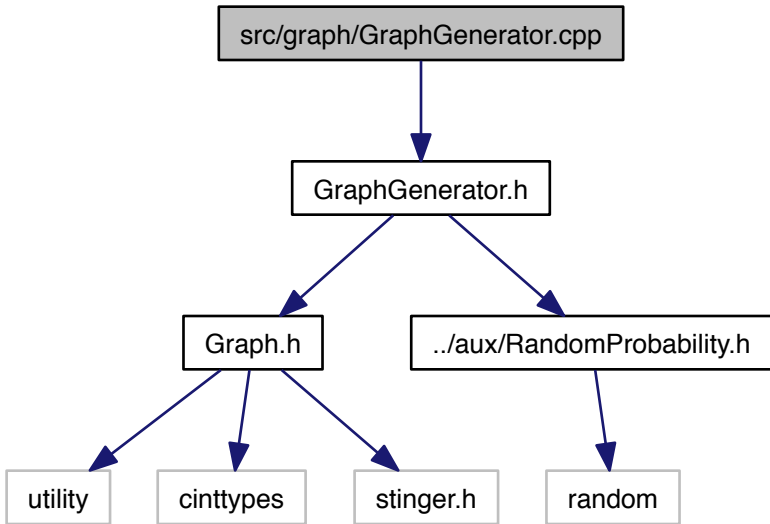 src/graph/GraphGenerator.cpp
GraphGenerator.h
Graph.h
../aux/RandomProbability.h
utility
cinttypes
stinger.h
random